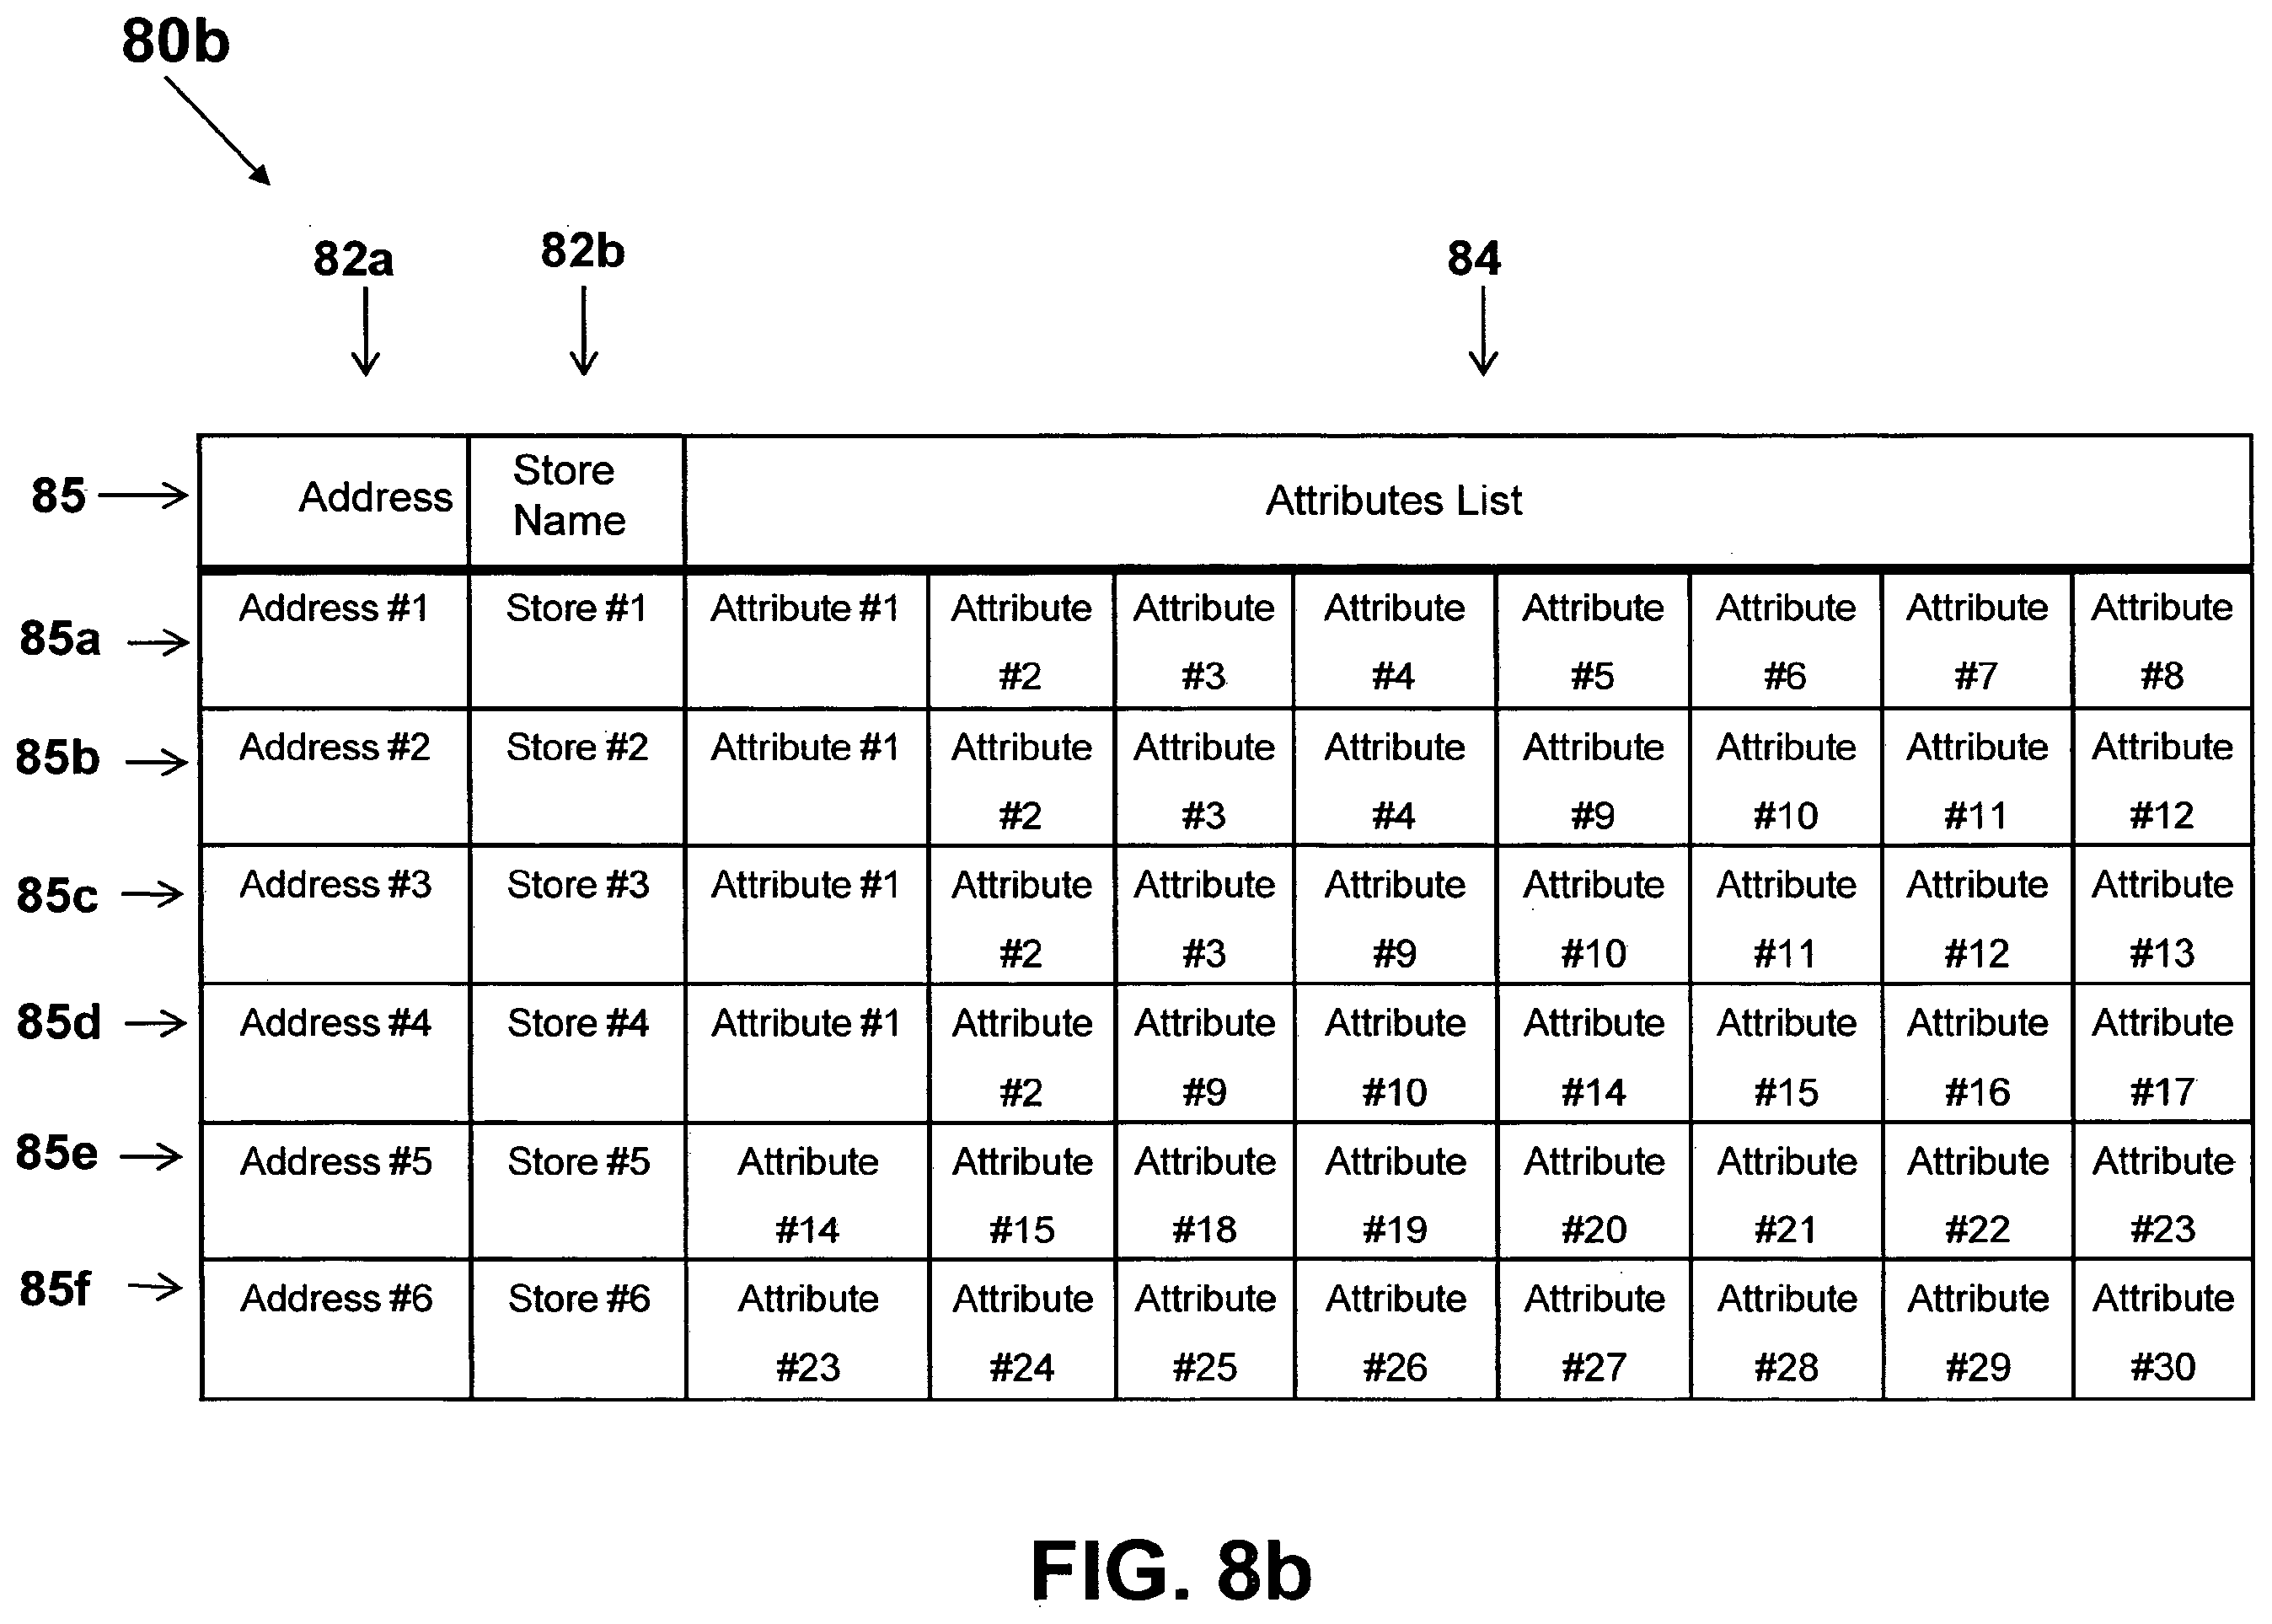 80b
82a 82b 84
85 Address Store Name Attributes List
85a Address #1 Store #1 Attribute #1 Attribute #2 Attribute #3 Attribute #4 Attribute #5 Attribute #6 Attribute #7 Attribute #8
85b Address #2 Store #2 Attribute #1 Attribute #2 Attribute #3 Attribute #4 Attribute #9 Attribute #10 Attribute #11 Attribute #12
85c Address #3 Store #3 Attribute #1 Attribute #2 Attribute #3 Attribute #9 Attribute #10 Attribute #11 Attribute #12 Attribute #13
85d Address #4 Store #4 Attribute #1 Attribute #2 Attribute #9 Attribute #10 Attribute #14 Attribute #15 Attribute #16 Attribute #17
85e Address #5 Store #5 Attribute #14 Attribute #15 Attribute #18 Attribute #19 Attribute #20 Attribute #21 Attribute #22 Attribute #23
85f Address #6 Store #6 Attribute #23 Attribute #24 Attribute #25 Attribute #26 Attribute #27 Attribute #28 Attribute #29 Attribute #30
FIG. 8b